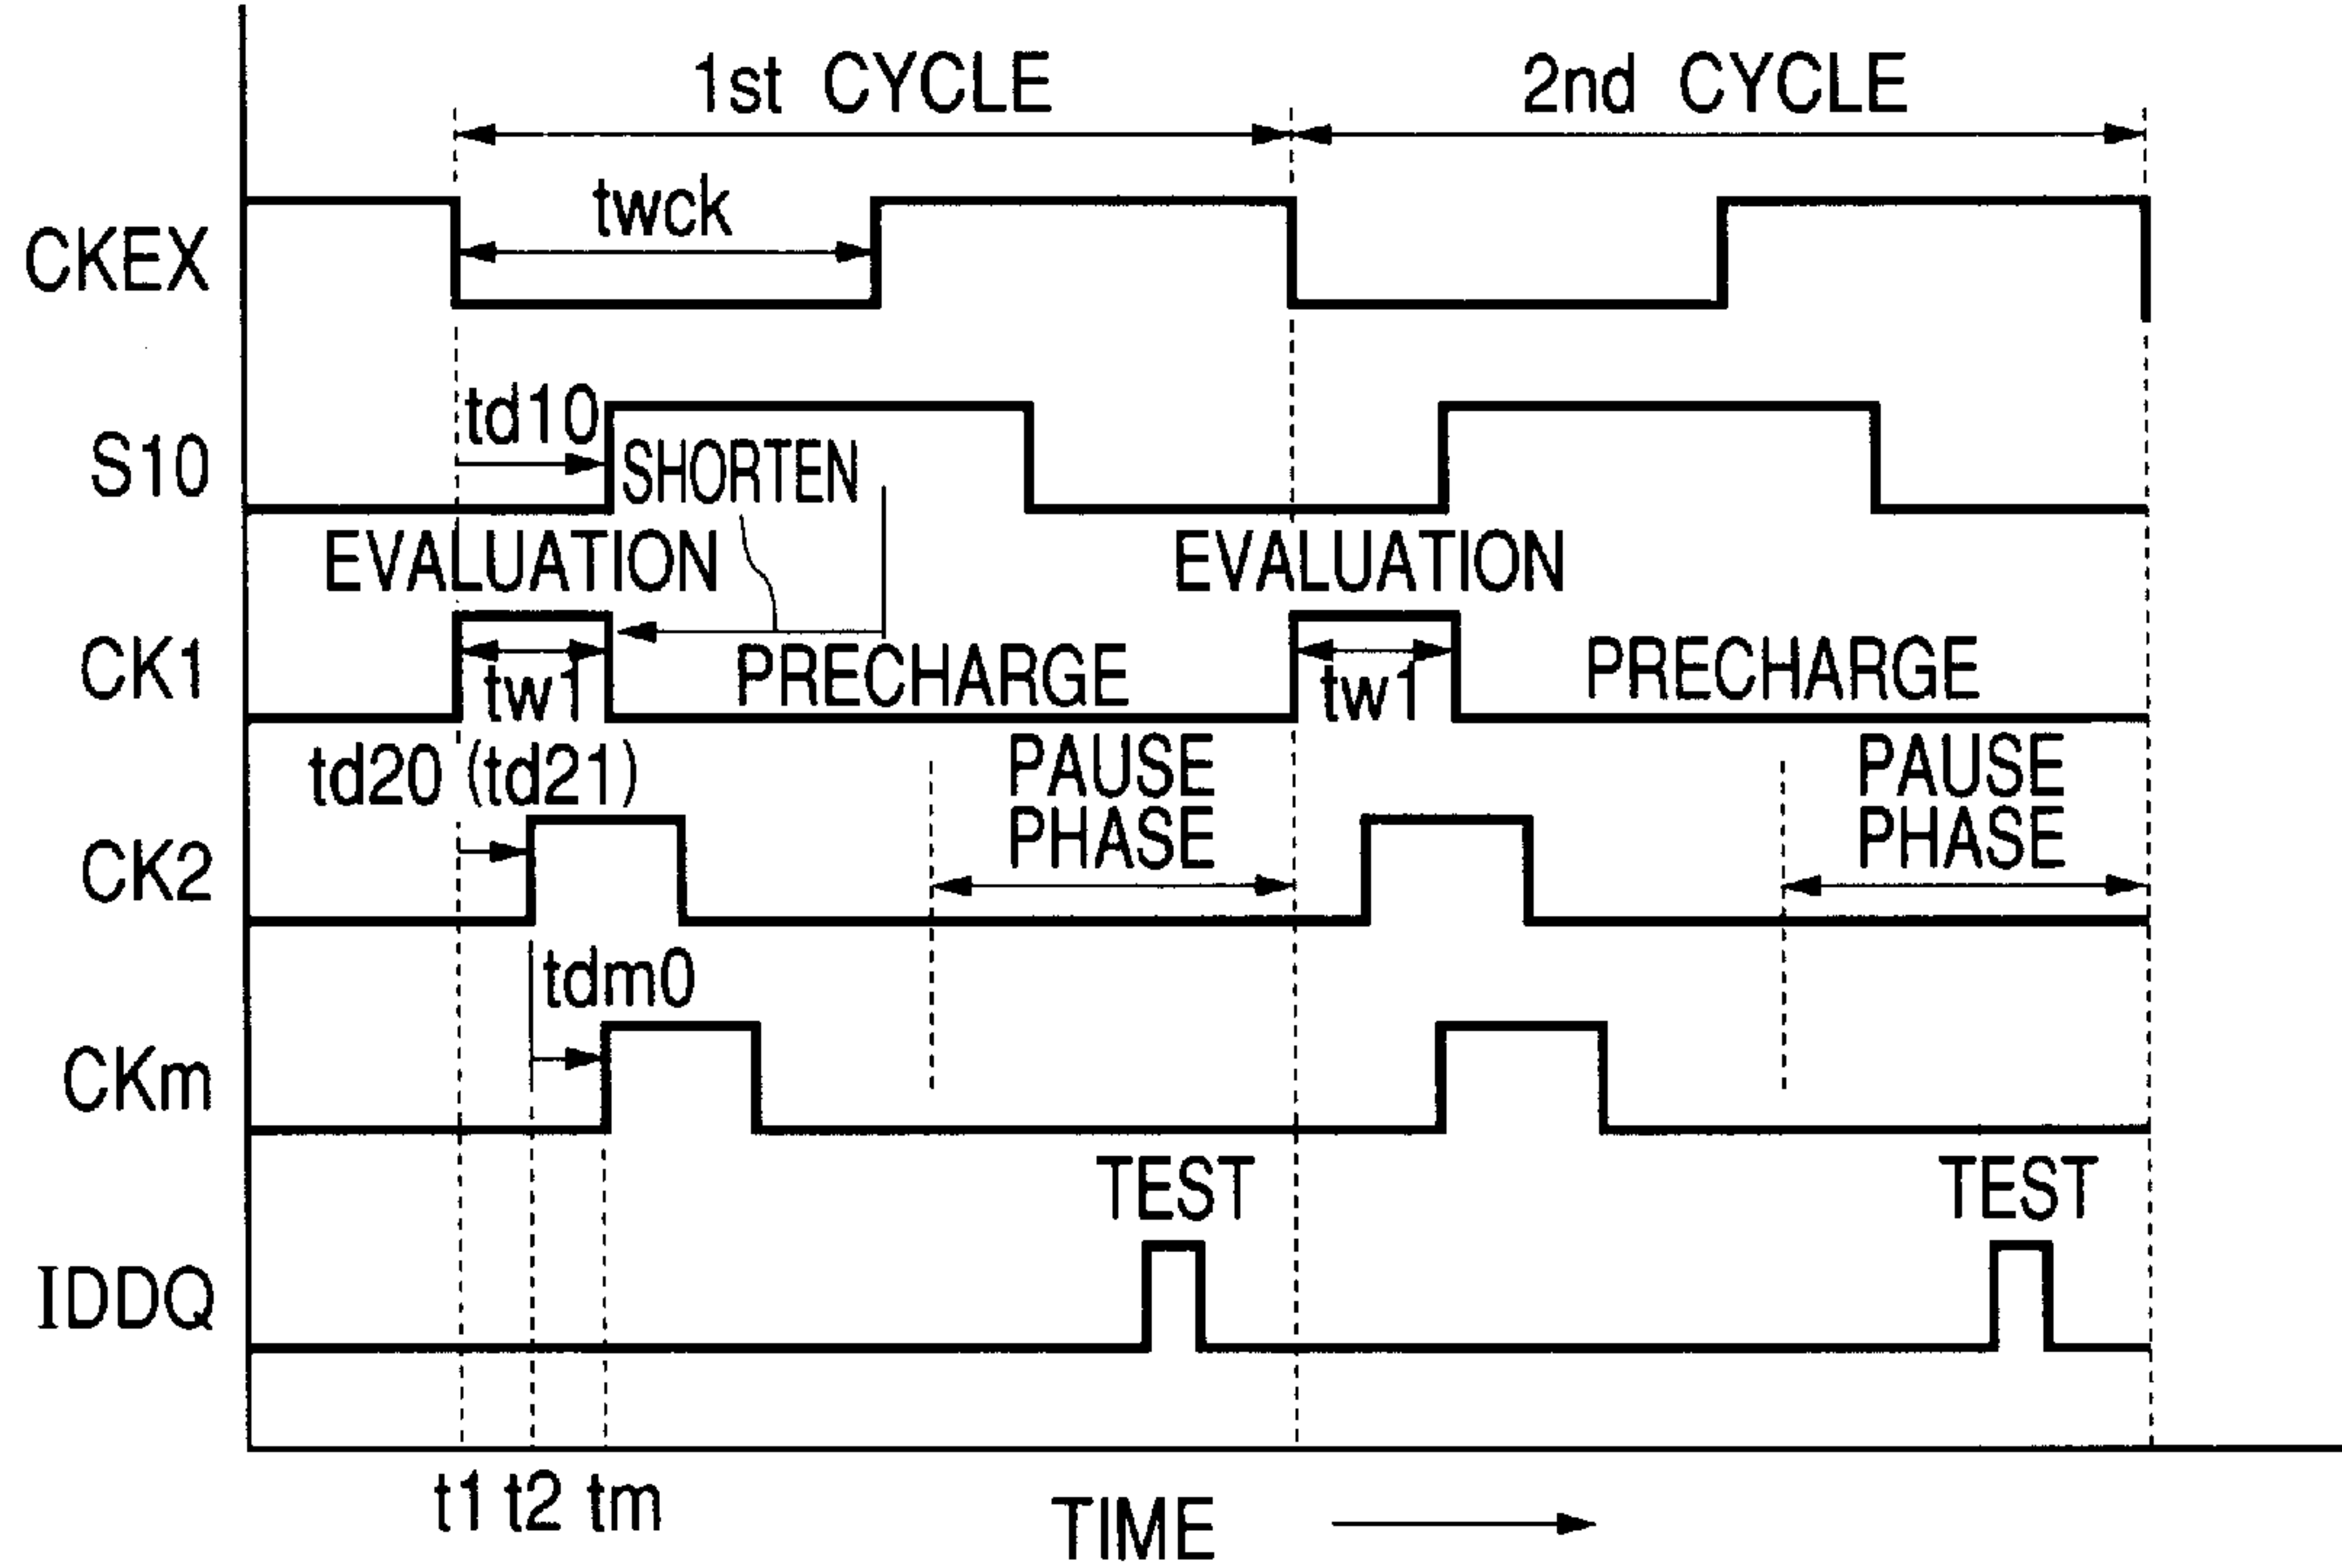 1st CYCLE
2nd CYCLE
CKEX
twck
S10
td10
SHORTEN
EVALUATION
EVALUATION
CK1
tw1
PRECHARGE
tw1
PRECHARGE
td20 (td21)
PAUSE
PHASE
PAUSE
PHASE
CK2
tdm0
CKm
TEST
TEST
IDDQ
t1 t2 tm
TIME